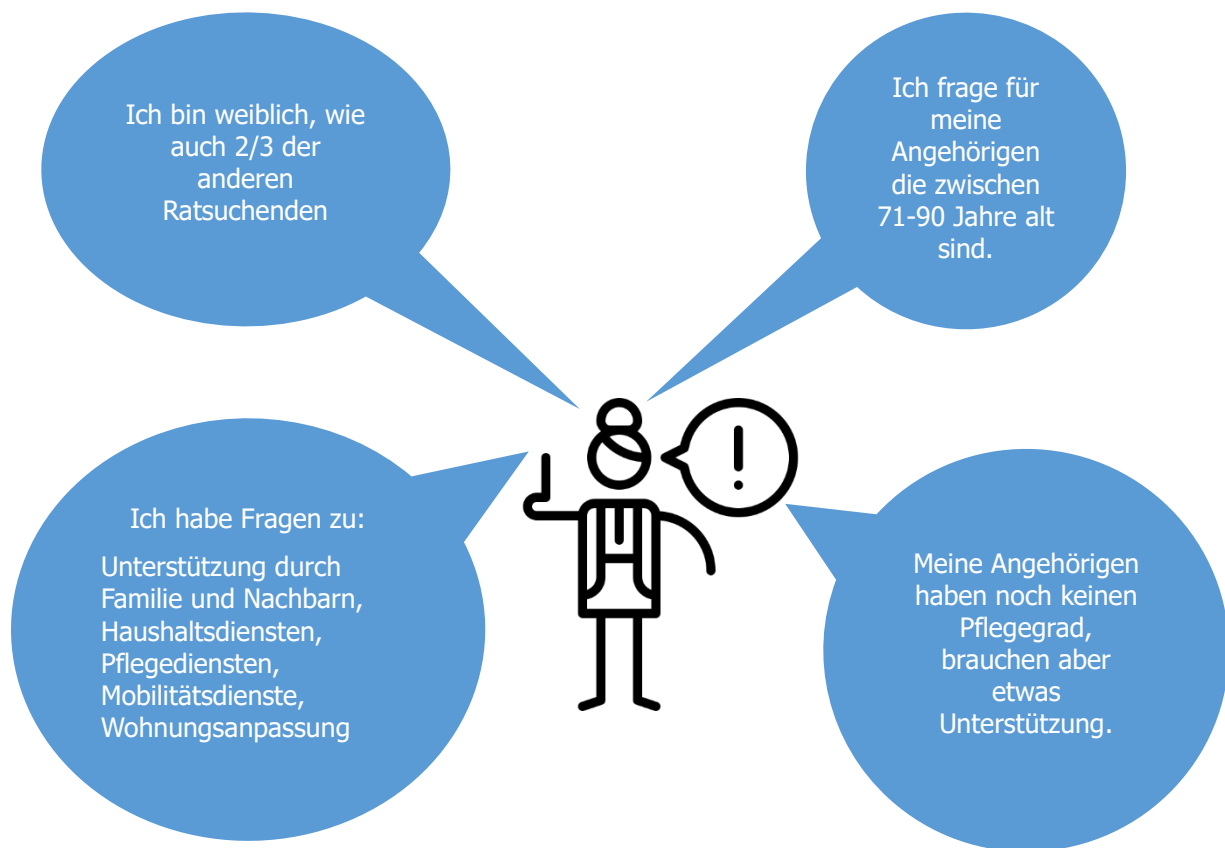 Ich bin weiblich, wie
auch 2/3 der
anderen
Ratsuchenden
Ich frage für
meine
Angehörigen
die zwischen
71-90 Jahre alt
sind.
Ich habe Fragen zu:
Unterstützung durch
Familie und Nachbarn,
Haushaltsdiensten,
Pflegediensten,
Mobilitätsdienste,
Wohnungsanpassung
!
Meine Angehörigen
haben noch keinen
Pflegegrad,
brauchen aber
etwas
Unterstützung.